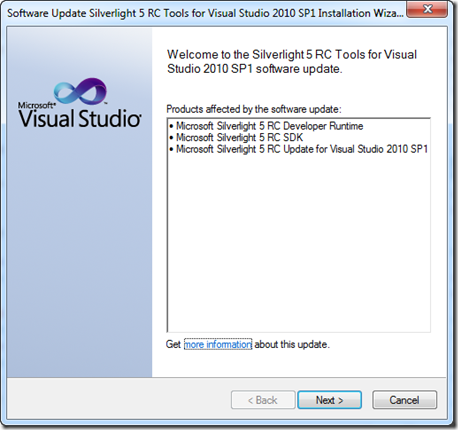 Software Update Silverlight 5 RC Tools for Visual Studio 2010 SP1 Installation Wiza...
Microsoft®
Visual Studio®
Welcome to the Silverlight 5 RC Tools for Visual
Studio 2010 SP1 software update.
Products affected by the software update:
• Microsoft Silverlight 5 RC Developer Runtime
• Microsoft Silverlight 5 RC SDK
• Microsoft Silverlight 5 RC Update for Visual Studio 2010 SP1
Get more information about this update.
< Back
Next >
Cancel